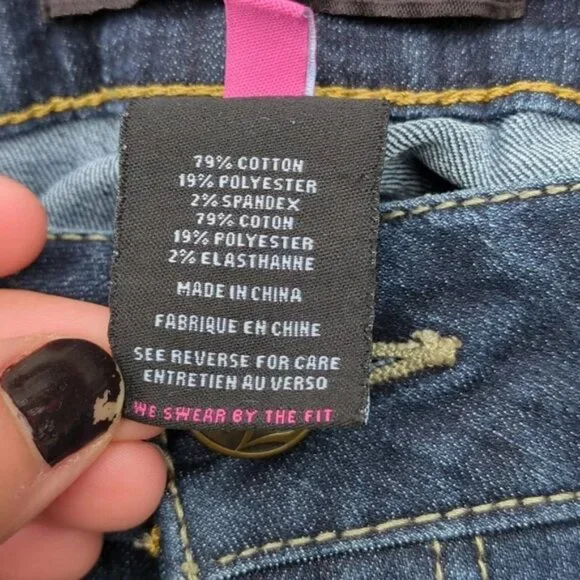 79% COTTON
19% POLYESTER
2% SPANDEX
79% COTON
19% POLYESTER
2% ELASTHANNE
MADE IN CHINA
FABRIQUE EN CHINE
SEE REVERSE FOR CARE
ENTRETIEN AU VERSO
WE SWEAR BY THE FIT